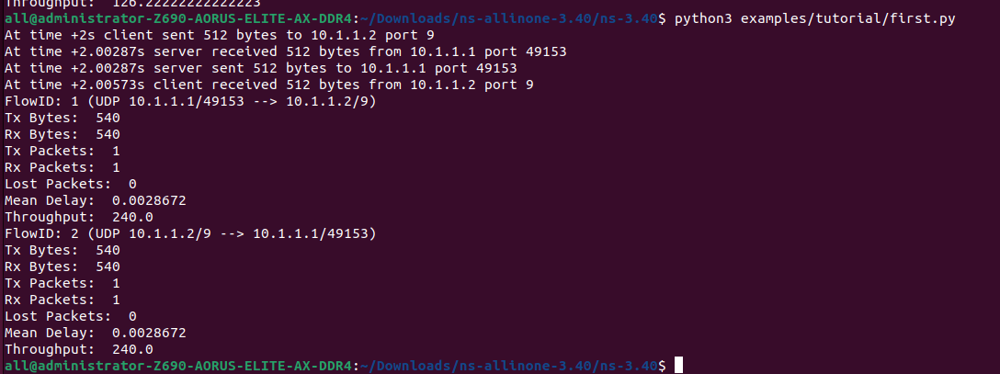 Throughput:  126.22222222222223
all@administrator-Z690-AORUS-ELITE-AX-DDR4:~/Downloads/ns-allinone-3.40/ns-3.40$ python3 examples/tutorial/first.py
At time +2s client sent 512 bytes to 10.1.1.2 port 9
At time +2.00287s server received 512 bytes from 10.1.1.1 port 49153
At time +2.00287s server sent 512 bytes to 10.1.1.1 port 49153
At time +2.00573s client received 512 bytes from 10.1.1.2 port 9
FlowID: 1 (UDP 10.1.1.1/49153 --> 10.1.1.2/9)
Tx Bytes:  540
Rx Bytes:  540
Tx Packets:  1
Rx Packets:  1
Lost Packets:  0
Mean Delay:  0.0028672
Throughput:  240.0
FlowID: 2 (UDP 10.1.1.2/9 --> 10.1.1.1/49153)
Tx Bytes:  540
Rx Bytes:  540
Tx Packets:  1
Rx Packets:  1
Lost Packets:  0
Mean Delay:  0.0028672
Throughput:  240.0
all@administrator-Z690-AORUS-ELITE-AX-DDR4:~/Downloads/ns-allinone-3.40/ns-3.40$